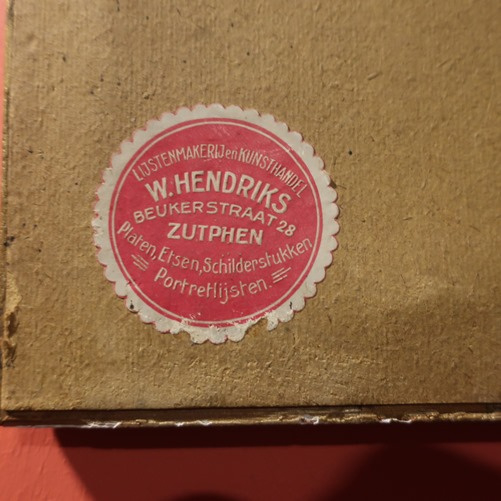 LIJSTENMAKERIJ en KUNSTHANDEL
W. HENDRIKS
BEUKERSTRAAT 28
ZUTPHEN
Platen, Etsen, Schilderstukken
Portretlijsten.